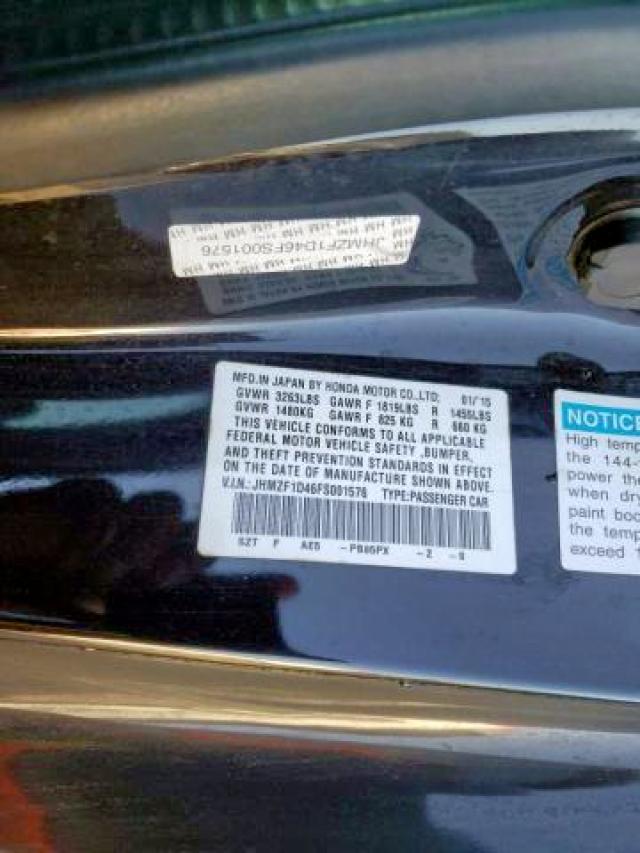 JHMZF1D46FS001576
MFD.IN JAPAN BY HONDA MOTOR CO.,LTD; 01/15
GVWR 3263LBS GAWR F 1819LBS R 1455LBS
GVWR 1480KG GAWR F 825 KG R 660 KG
THIS VEHICLE CONFORMS TO ALL APPLICABLE
FEDERAL MOTOR VEHICLE SAFETY ,BUMPER,
AND THEFT PREVENTION STANDARDS IN EFFECT
ON THE DATE OF MANUFACTURE SHOWN ABOVE.
V.I.N.: JHMZF1D46FS001576 TYPE:PASSENGER CAR
SZT F AE5 -PB85PX -2 -0
NOTICE
High temp
the 144-
power the
when dry
paint boo
the temp
exceed 1